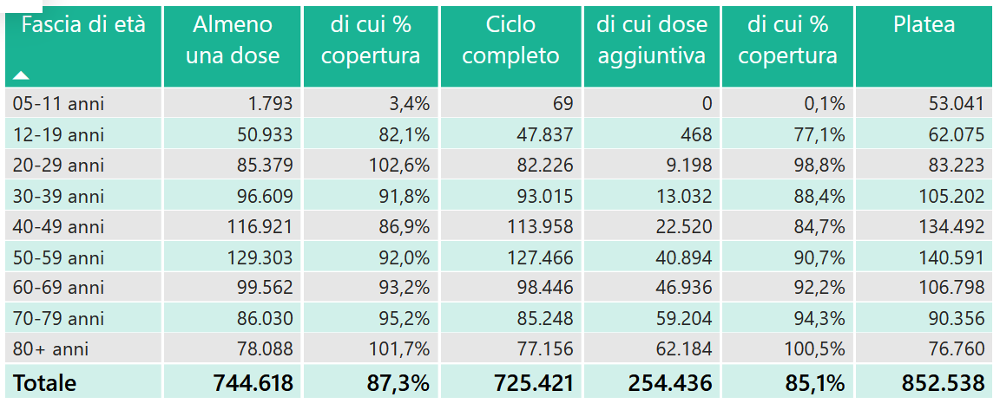 Fascia di età Almeno una dose di cui % copertura Ciclo completo di cui dose aggiuntiva di cui % copertura Platea
05-11 anni 1.793 3,4% 69 0 0,1% 53.041
12-19 anni 50.933 82,1% 47.837 468 77,1% 62.075
20-29 anni 85.379 102,6% 82.226 9.198 98,8% 83.223
30-39 anni 96.609 91,8% 93.015 13.032 88,4% 105.202
40-49 anni 116.921 86,9% 113.958 22.520 84,7% 134.492
50-59 anni 129.303 92,0% 127.466 40.894 90,7% 140.591
60-69 anni 99.562 93,2% 98.446 46.936 92,2% 106.798
70-79 anni 86.030 95,2% 85.248 59.204 94,3% 90.356
80+ anni 78.088 101,7% 77.156 62.184 100,5% 76.760
Totale 744.618 87,3% 725.421 254.436 85,1% 852.538